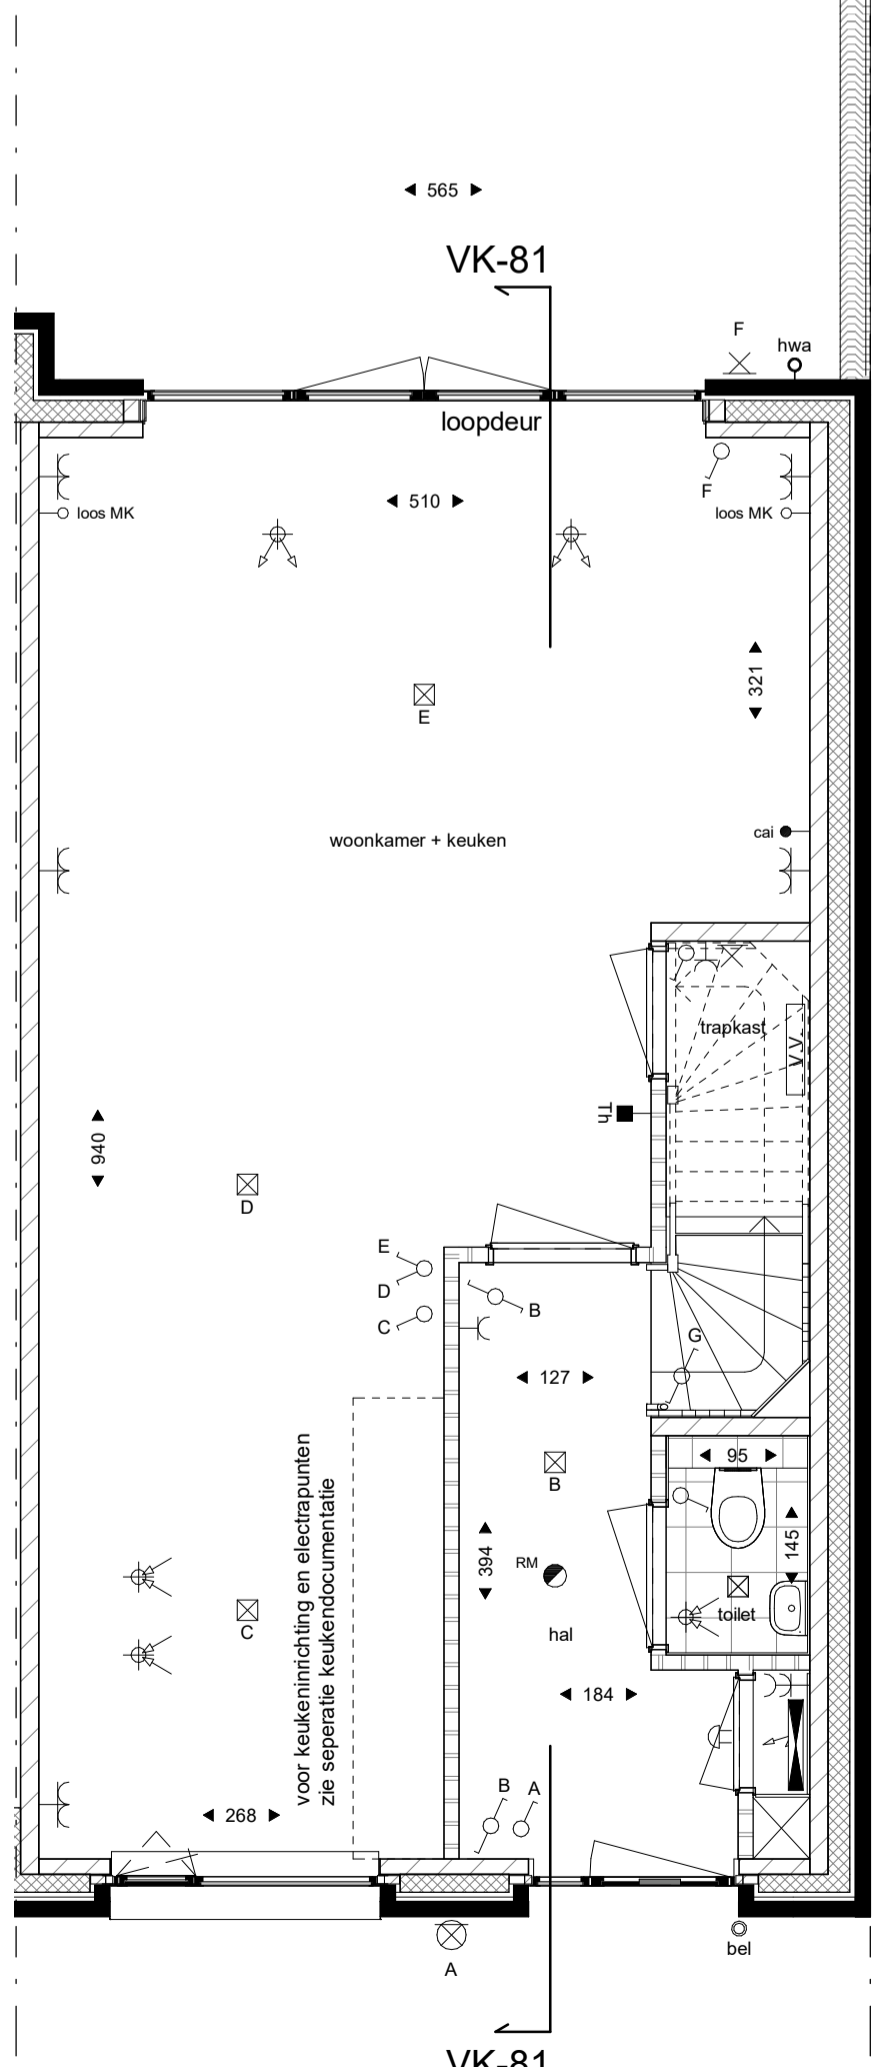 565
VK-81
F
hwa
loopdeur
F
510
loos MK
loos MK
321
E
woonkamer + keuken
cai
trapkast
V.V.
Th
940
D
E
D
C
B
G
127
95
B
voor keukeninrichting en electrapunten
zie seperatie keukendocumentatie
394
RM
145
C
toilet
hal
184
B
A
268
bel
A
VK-81